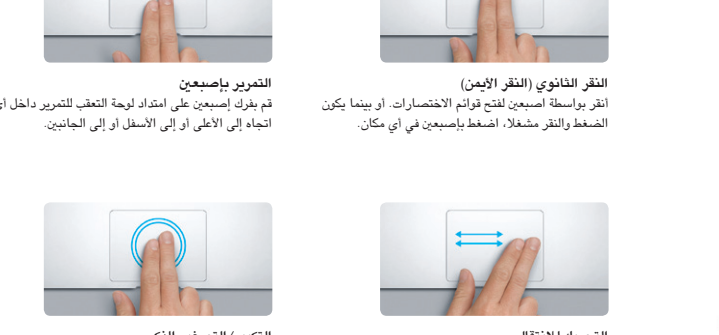 النقر الثانوي (النقر الأيمن)
أنقر بواسطة اصبعين لفتح قوائم الاختصارات. أو بينما يكون
الضغط والنقر مشغلا، اضغط بإصبعين في أي مكان.
التمرير بإصبعين
قم بفرك إصبعين على امتداد لوحة التعقب للتمرير داخل أي
اتجاه إلى الأعلى أو إلى الأسفل أو إلى الجانبين.